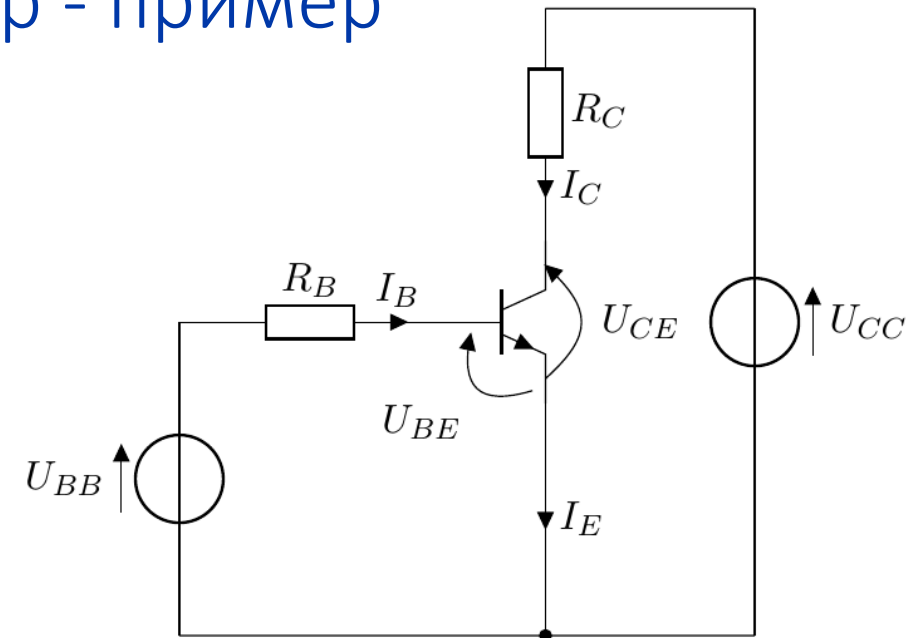 р - пример
R_C
I_C
R_B
I_B
U_CE
U_CC
U_BE
U_BB
I_E